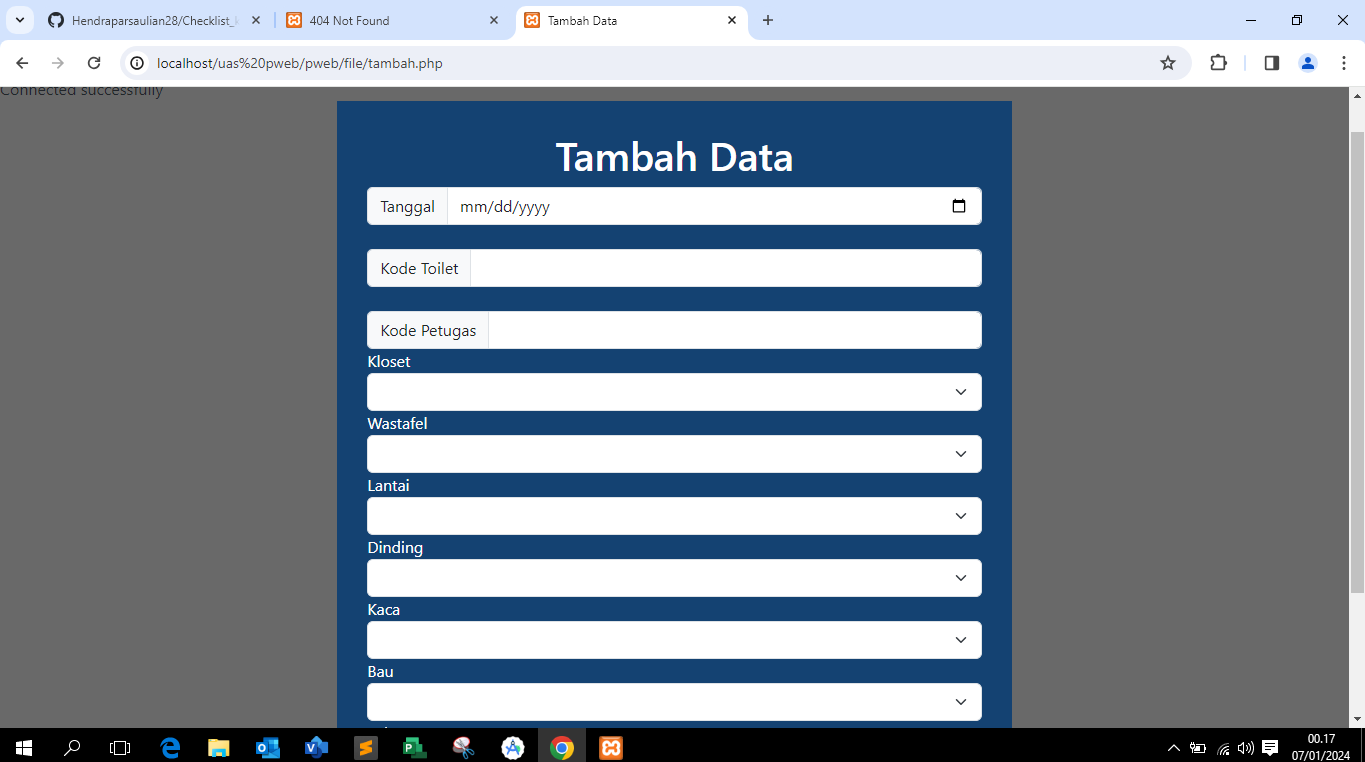 Hendraparsaulian28/Checklist_i
404 Not Found
Tambah Data
localhost/uas%20pweb/pweb/file/tambah.php
Connected successfully
Tambah Data
Tanggal mm/dd/yyyy
Kode Toilet
Kode Petugas
Kloset
Wastafel
Lantai
Dinding
Kaca
Bau
00.17
07/01/2024